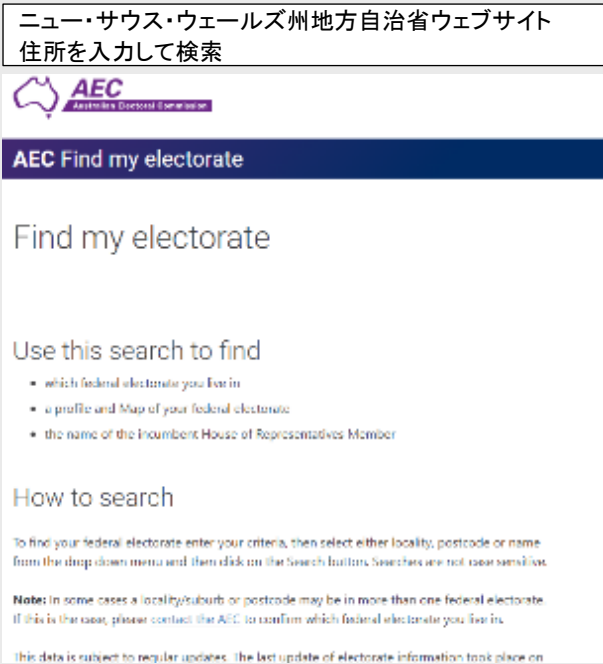 ニュー・サウス・ウェールズ州地方自治省ウェブサイト
住所を入力して検索
AEC
Australian Electoral Commission
AEC Find my electorate
Find my electorate
Use this search to find
• which federal electorate you live in
• a profile and Map of your federal electorate
• the name of the incumbent House of Representatives Member
How to search
To find your federal electorate enter your criteria, then select either locality, postcode or name
from the drop down menu and then click on the Search button. Searches are not case sensitive.
Note: In some cases a locality/suburb or postcode may be in more than one federal electorate.
If this is the case, please contact the AEC to confirm which federal electorate you live in.
This data is subject to regular updates. The last update of electorate information took place on